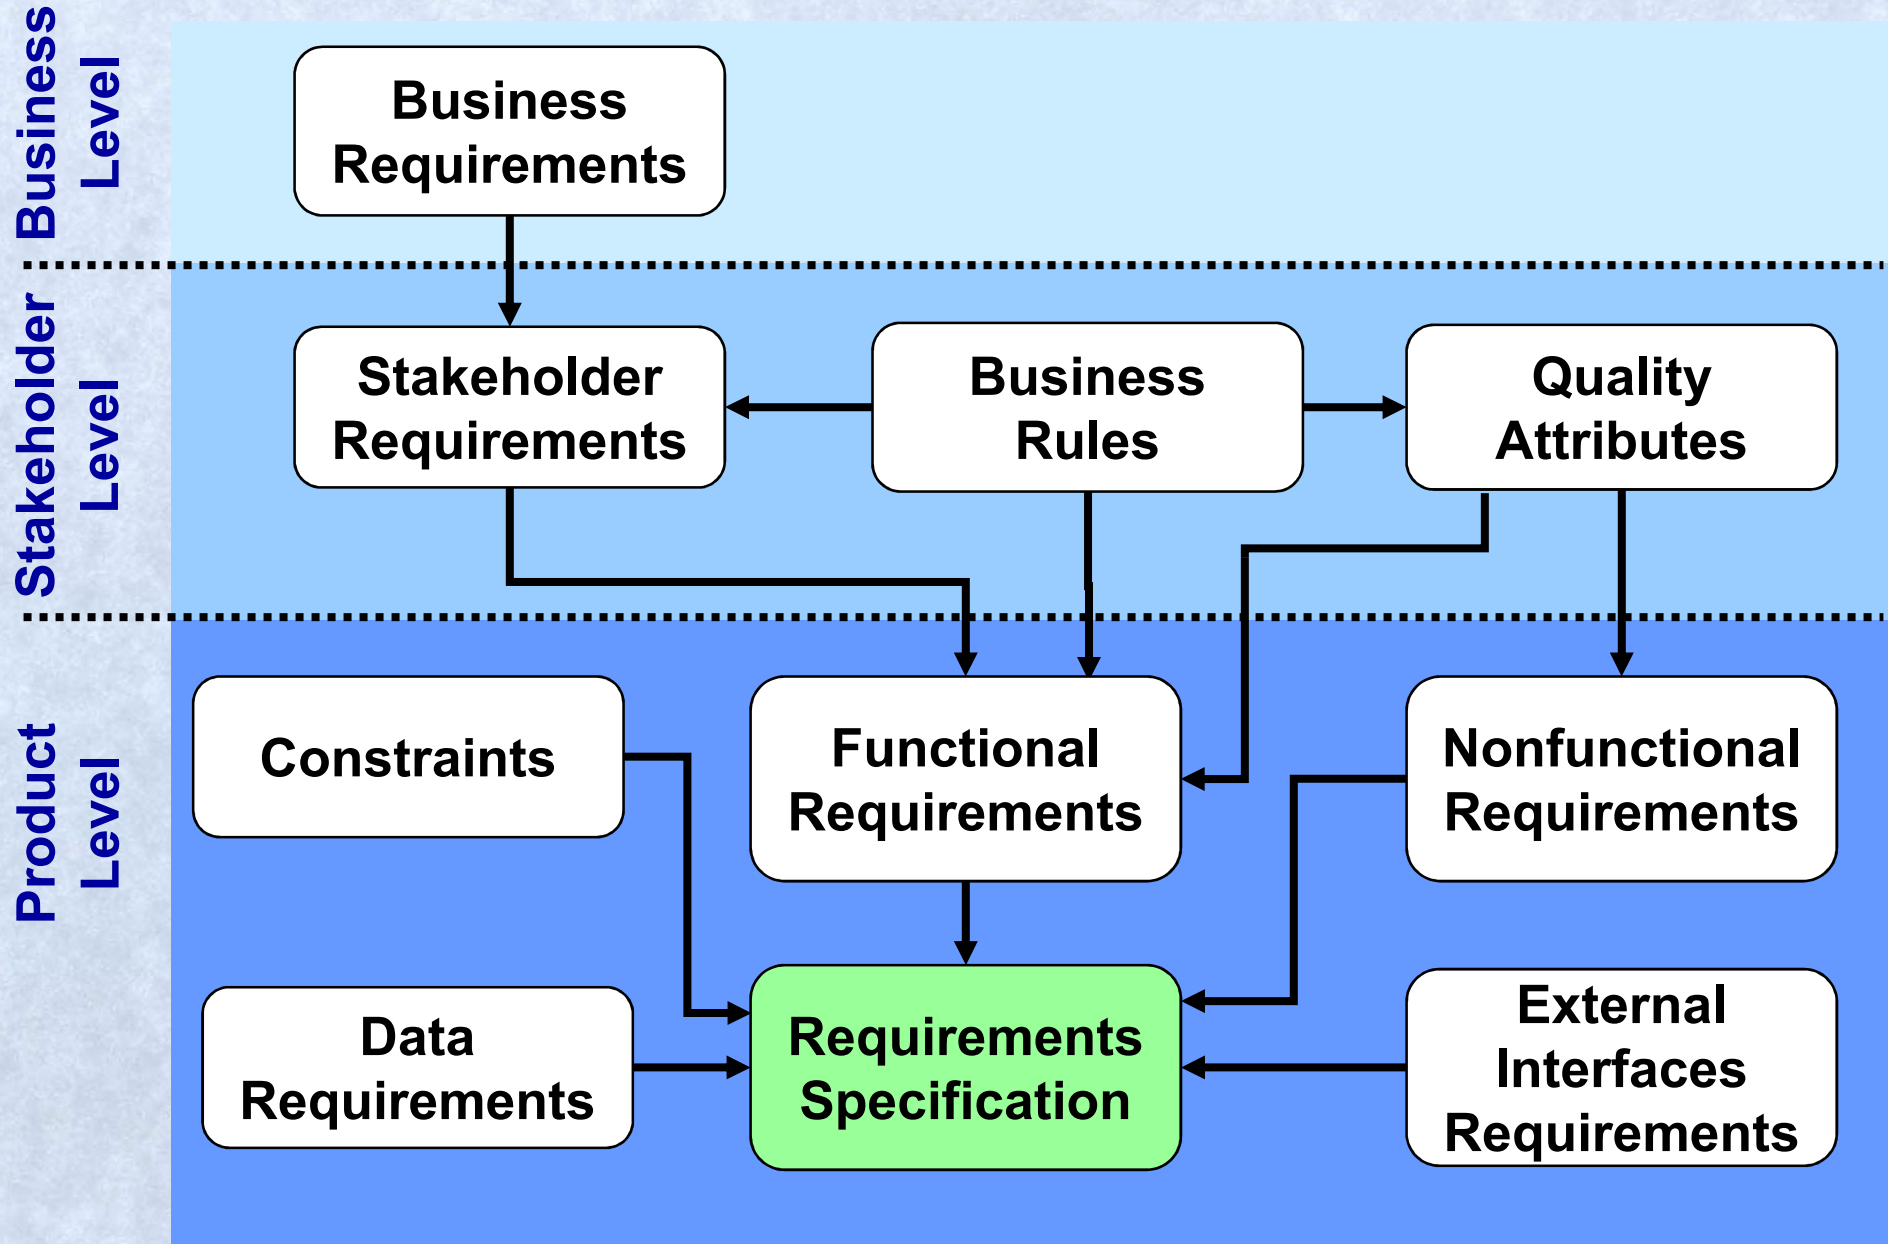 Business
Level
Business
Requirements
Stakeholder
Level
Stakeholder
Requirements
Business
Rules
Quality
Attributes
Product
Level
Constraints
Functional
Requirements
Nonfunctional
Requirements
Data
Requirements
Requirements
Specification
External
Interfaces
Requirements